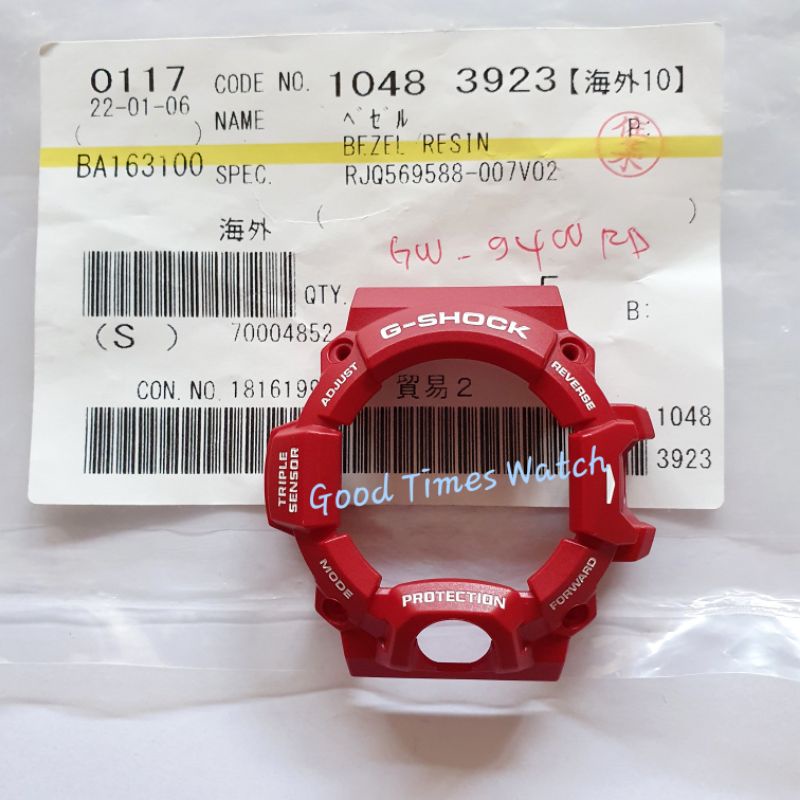 0117 CODE NO. 1048 3923【海外10】
22-01-06
( ) NAME ベゼル P:
BEZEL RESIN
BA163100 SPEC. RJQ569588-007V02
( )
海外
GW-9400RD
QTY. B:
(S) 70004852
G-SHOCK
ADJUST REVERSE
CON.NO. 1816199 貿易2
1048
TRIPLE
SENSOR
3923
Good Times Watch
MODE FORWARD
PROTECTION